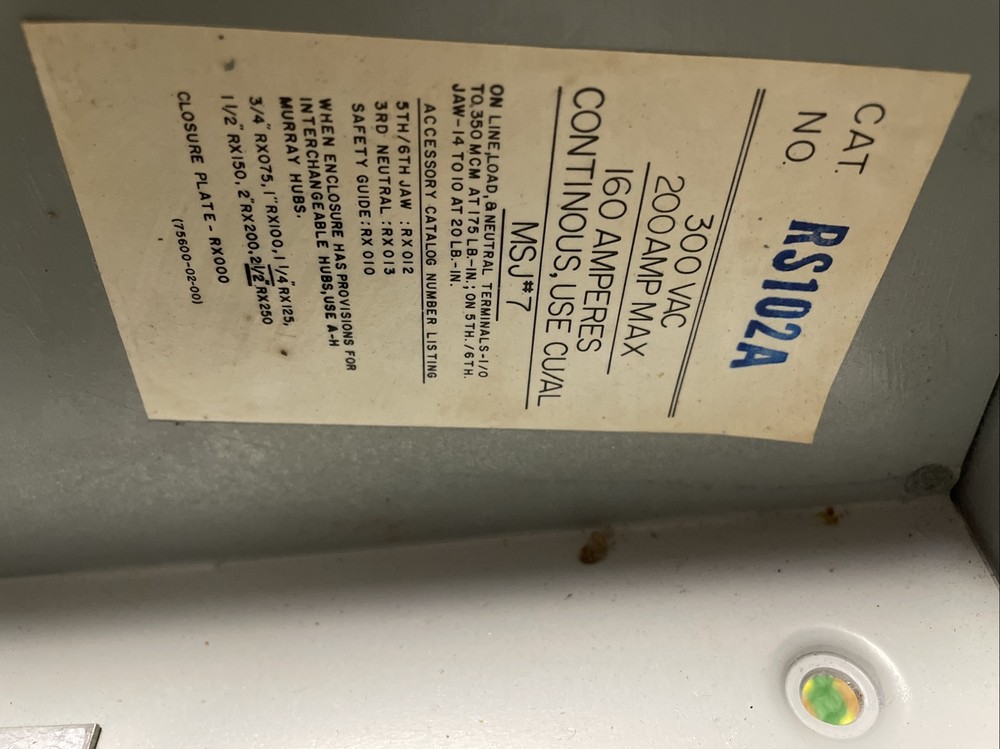 CAT. NO. RS102A
300 VAC
200 AMP MAX
160 AMPERES
CONTINOUS, USE CU/AL
MSJ#7
ON LINE, LOAD, & NEUTRAL TERMINALS-1/0
TO, 350 MCM AT 175 LB.-IN.; ON 5TH./6TH.
JAW-14 TO 10 AT 20 LB.-IN.
ACCESSORY CATALOG NUMBER LISTING
5TH/6TH JAW : RX012
3RD NEUTRAL : RX013
SAFETY GUIDE : RX010
WHEN ENCLOSURE HAS PROVISIONS FOR
INTERCHANGEABLE HUBS, USE A-H
MURRAY HUBS.
3/4" RX075, 1" RX100, 1 1/4" RX125,
1 1/2" RX150, 2" RX200, 2 1/2" RX250
CLOSURE PLATE - RX000
(75600-02-00)